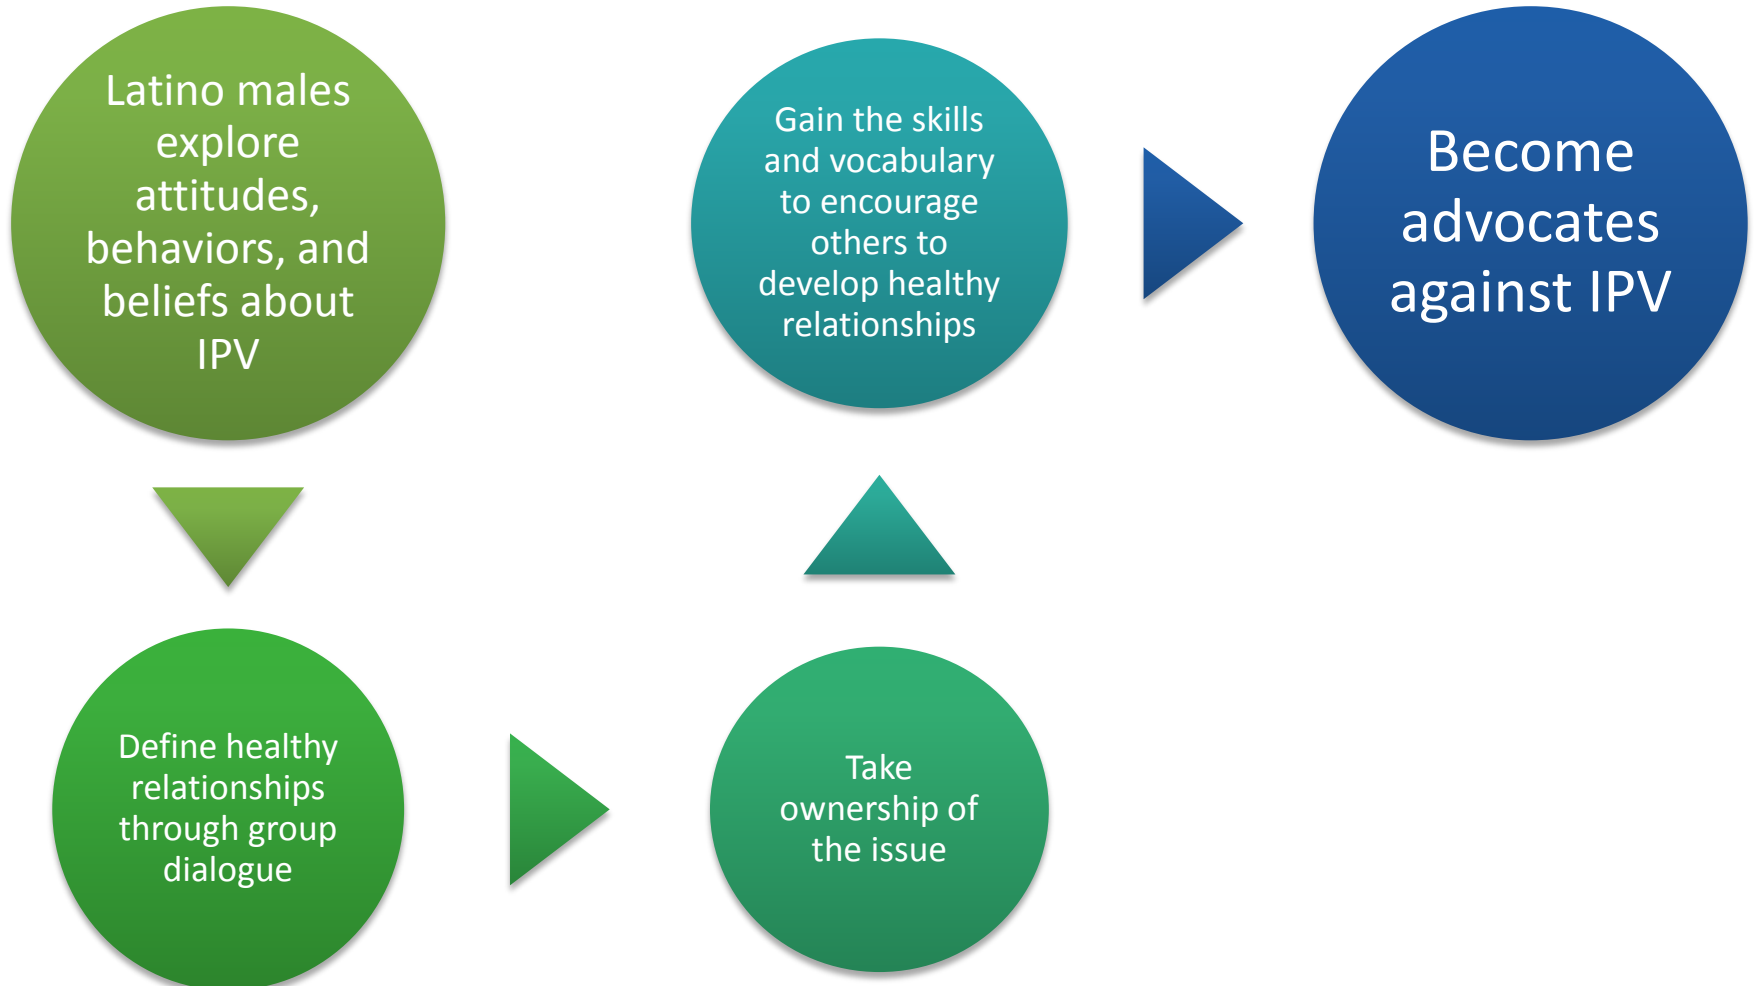 Latino males
explore
attitudes,
behaviors, and
beliefs about
IPV
Define healthy
relationships
through group
dialogue
Take
ownership of
the issue
Gain the skills
and vocabulary
to encourage
others to
develop healthy
relationships
Become
advocates
against IPV